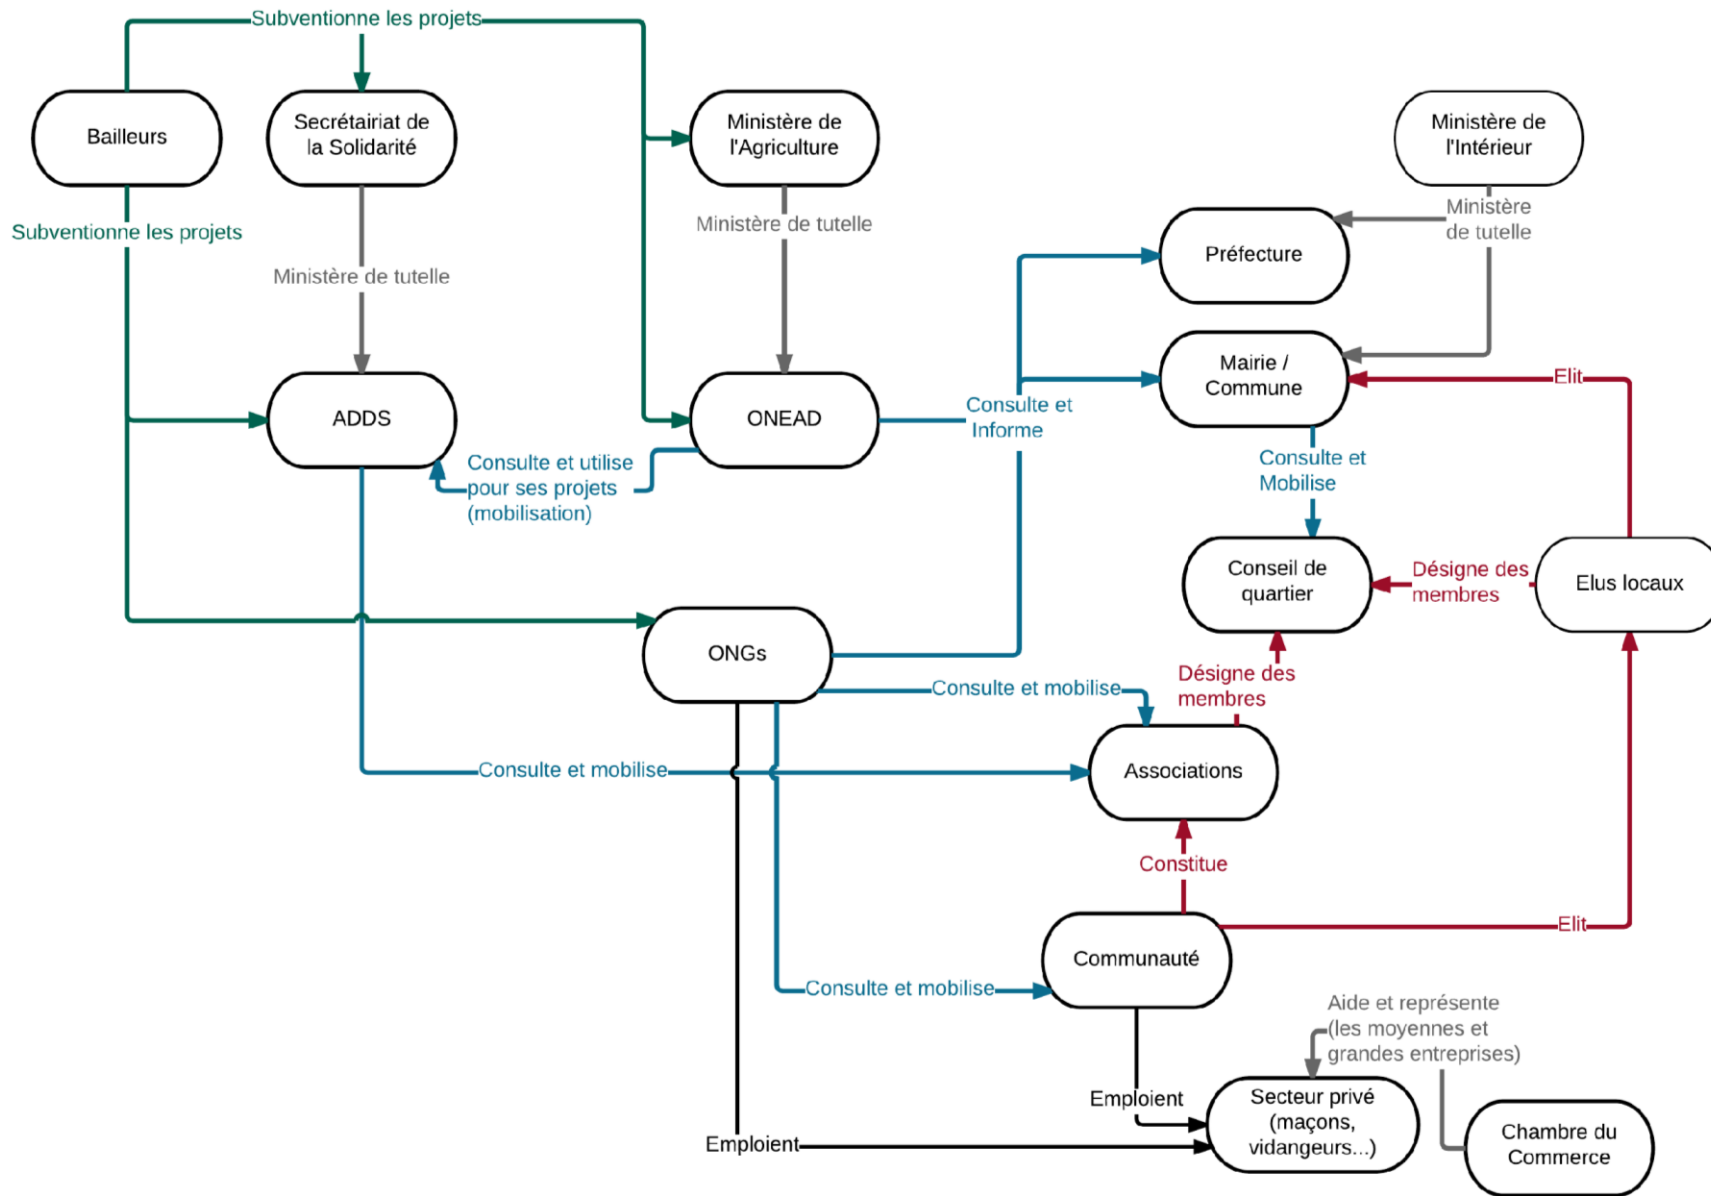 Subventionne les projets
Bailleurs
Secrétairiat de
la Solidarité
Ministère de
l'Agriculture
Ministère de
l'Intérieur
Subventionne les projets
Ministère de tutelle
Ministère de tutelle
Ministère
de tutelle
Préfecture
Mairie /
Commune
Elit
ADDS
ONEAD
Consulte et
Informe
Consulte et utilise
pour ses projets
(mobilisation)
Consulte et
Mobilise
Conseil de
quartier
Désigne des
membres
Elus locaux
ONGs
Consulte et mobilise
Désigne des
membres
Consulte et mobilise
Associations
Constitue
Elit
Communauté
Consulte et mobilise
Aide et représente
(les moyennes et
grandes entreprises)
Emploient
Secteur privé
(maçons,
vidangeurs...)
Emploient
Chambre du
Commerce